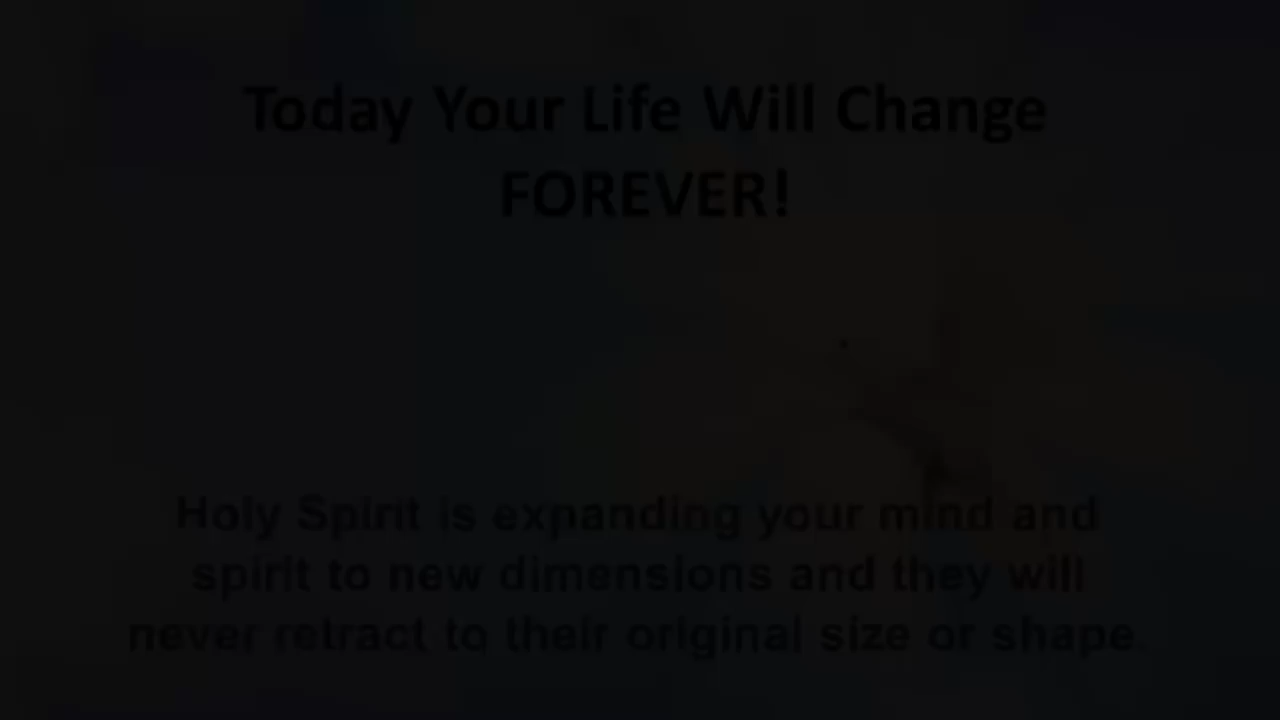 Today Your Life Will Change
FOREVER!
Holy Spirit is expanding your mind and
spirit to new dimensions and they will
never retract to their original size or shape.